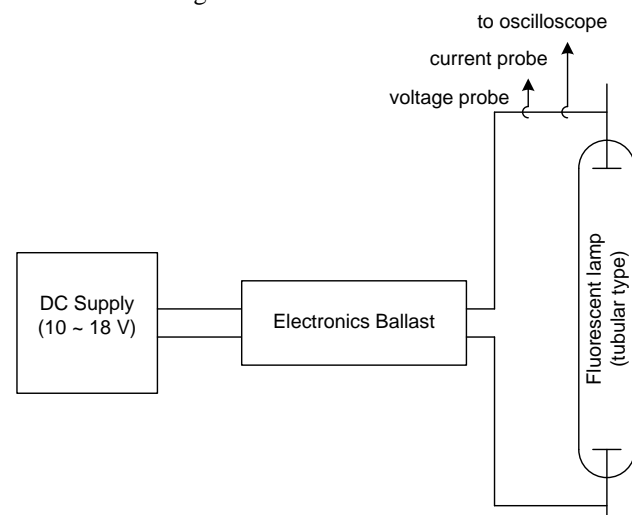 to oscilloscope
current probe
voltage probe
DC Supply
(10 ~ 18 V)
Electronics Ballast
Fluorescent lamp
(tubular type)